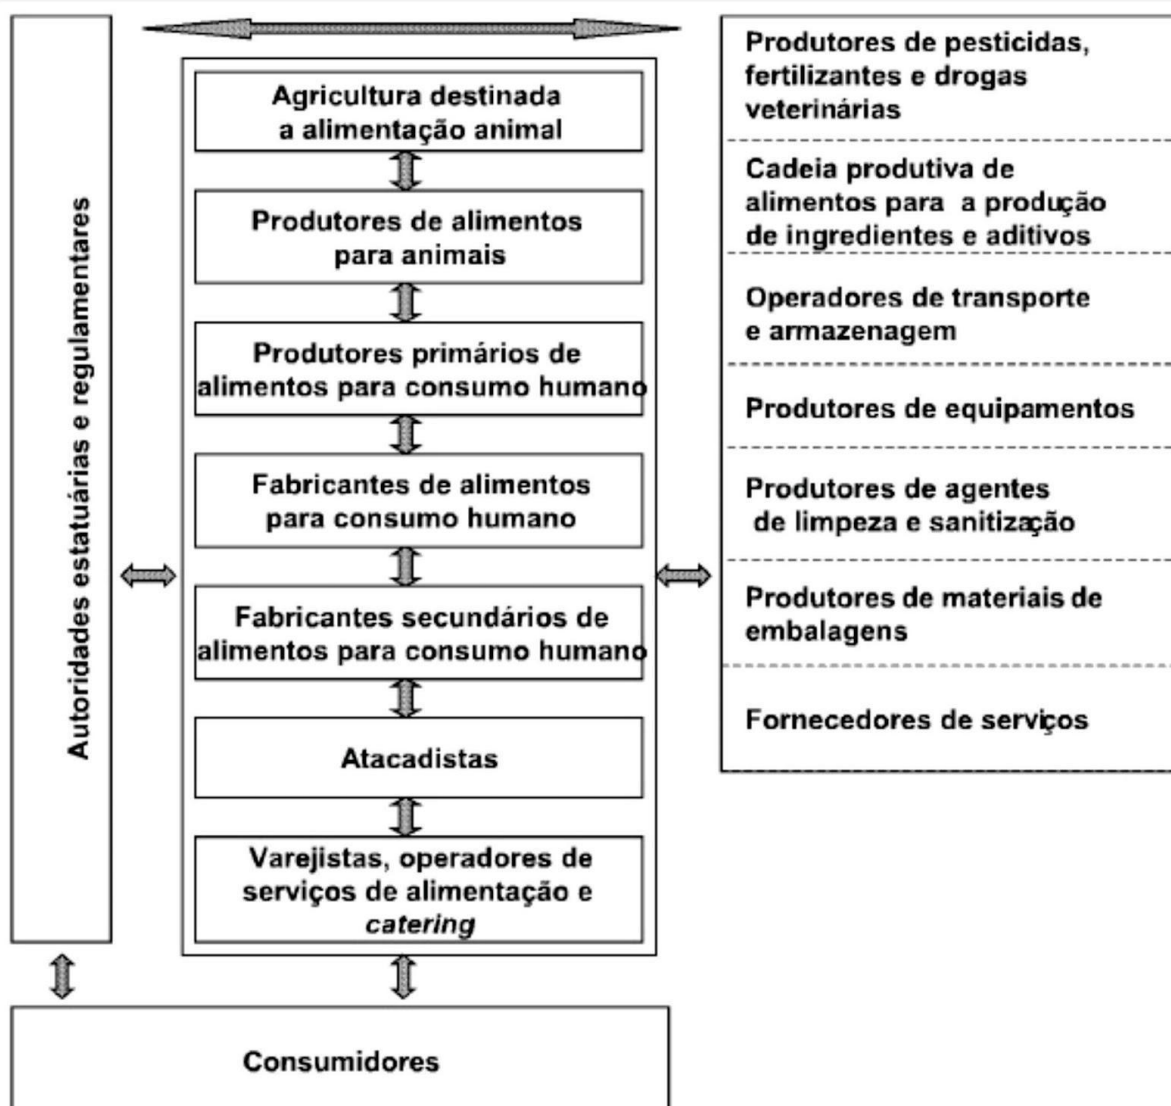 Autoridades estatuárias e regulamentares
Agricultura destinada
a alimentação animal
Produtores de alimentos
para animais
Produtores primários de
alimentos para consumo humano
Fabricantes de alimentos
para consumo humano
Fabricantes secundários de
alimentos para consumo humano
Atacadistas
Varejistas, operadores de
serviços de alimentação e
catering
Produtores de pesticidas,
fertilizantes e drogas
veterinárias
Cadeia produtiva de
alimentos para a produção
de ingredientes e aditivos
Operadores de transporte
e armazenagem
Produtores de equipamentos
Produtores de agentes
de limpeza e sanitização
Produtores de materiais de
embalagens
Fornecedores de serviços
Consumidores